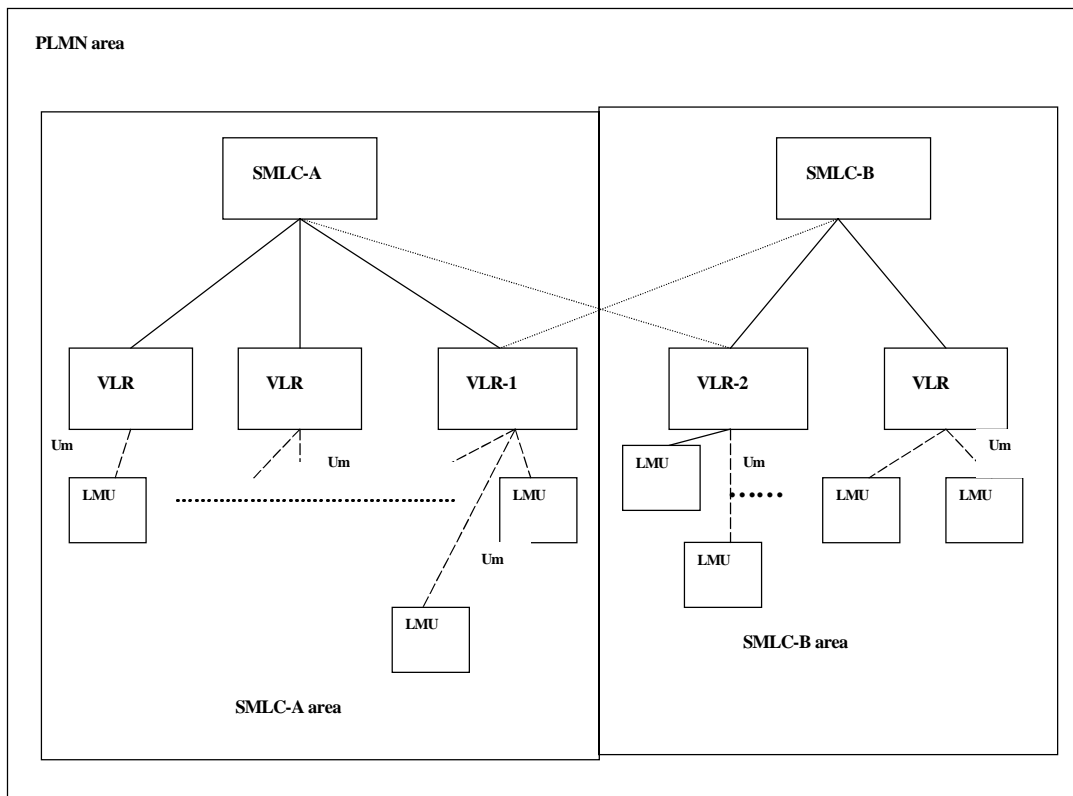 PLMN area
SMLC-A
SMLC-B
VLR
VLR
VLR-1
VLR-2
VLR
Um
Um
Um
Um
LMU
LMU
LMU
LMU
LMU
Um
LMU
LMU
SMLC-B area
SMLC-A area